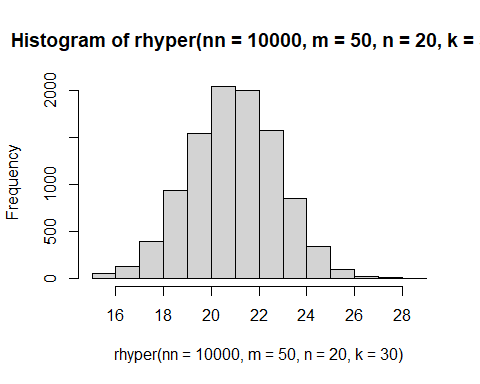 Histogram of rhyper(nn = 10000, m = 50, n = 20, k =
2000
1000
500
0
Frequency
16 18 20 22 24 26 28
rhyper(nn = 10000, m = 50, n = 20, k = 30)